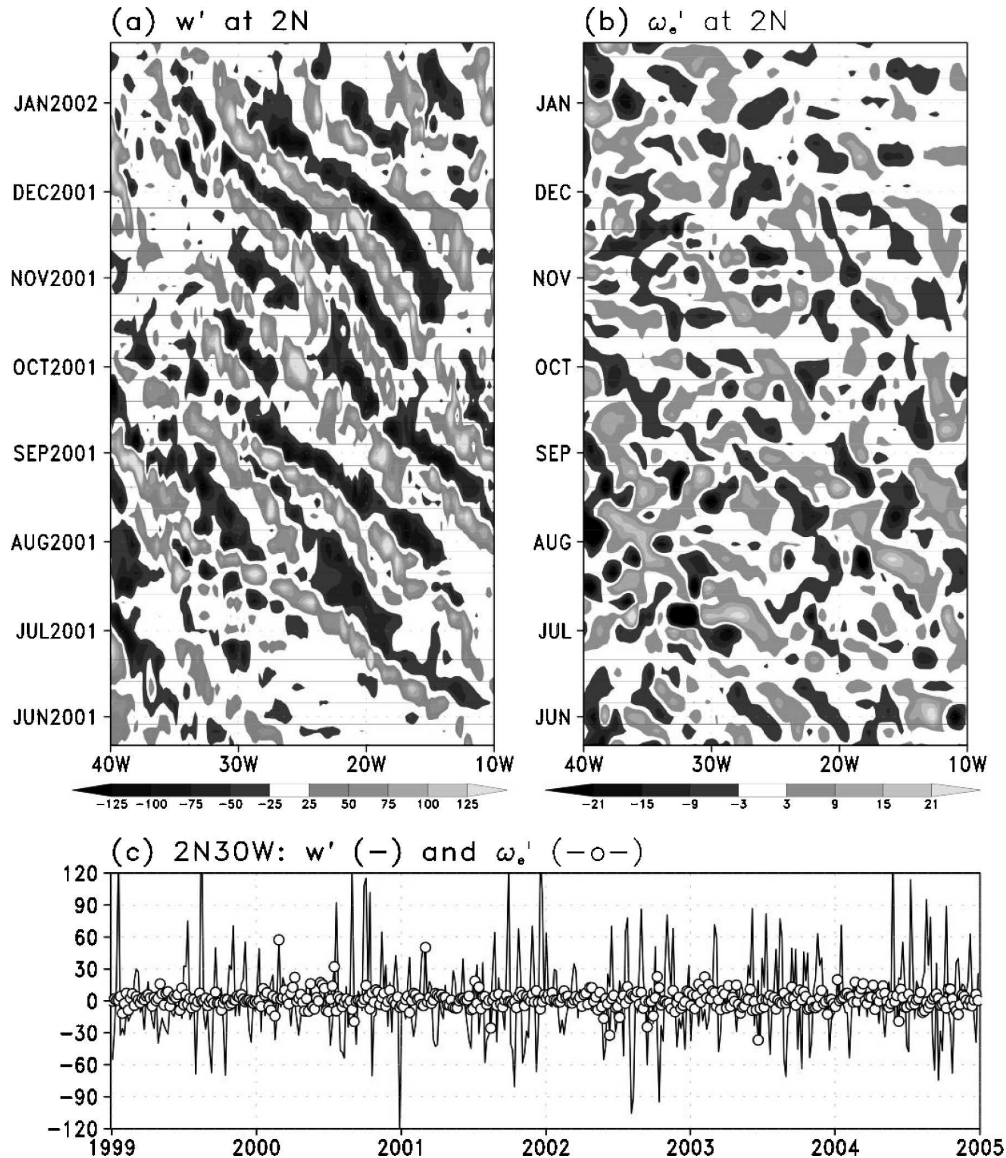 (a) w' at 2N
(b) ωe' at 2N
JAN2002
DEC2001
NOV2001
OCT2001
SEP2001
AUG2001
JUL2001
JUN2001
40W 30W 20W 10W
-125 -100 -75 -50 -25 25 50 75 100 125
JAN
DEC
NOV
OCT
SEP
AUG
JUL
JUN
40W 30W 20W 10W
-21 -15 -9 -3 3 9 15 21
(c) 2N30W: w' (-) and ωe' (-o-)
120
90
60
30
0
-30
-60
-90
-120
1999 2000 2001 2002 2003 2004 2005